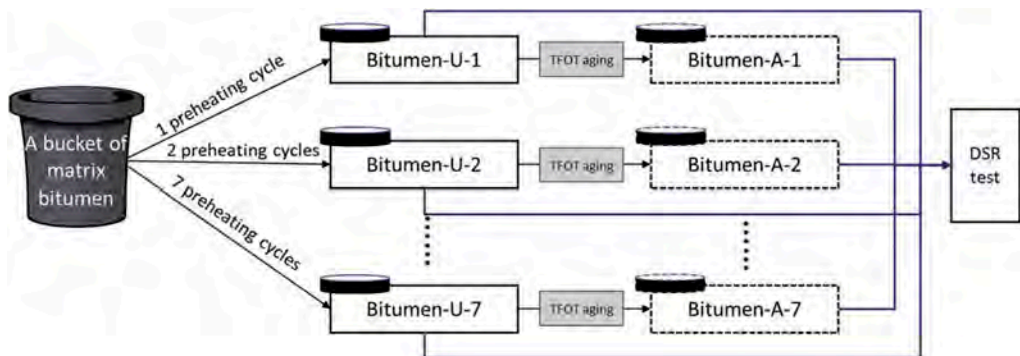 A bucket of
matrix
bitumen
1 preheating cycle
2 preheating cycles
7 preheating cycles
Bitumen-U-1
TFOT aging
Bitumen-A-1
Bitumen-U-2
TFOT aging
Bitumen-A-2
Bitumen-U-7
TFOT aging
Bitumen-A-7
DSR
test